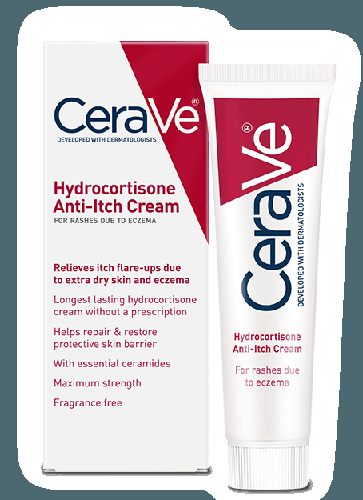 CeraVe®
DEVELOPED WITH DERMATOLOGISTS
Hydrocortisone
Anti-Itch Cream
FOR RASHES DUE TO ECZEMA
Relieves itch flare-ups due
to extra dry skin and eczema
Longest lasting hydrocortisone
cream without a prescription
Helps repair & restore
protective skin barrier
With essential ceramides
Maximum strength
Fragrance free
CeraVe®
DEVELOPED WITH DERMATOLOGISTS
Hydrocortisone
Anti-Itch Cream
For rashes due
to eczema